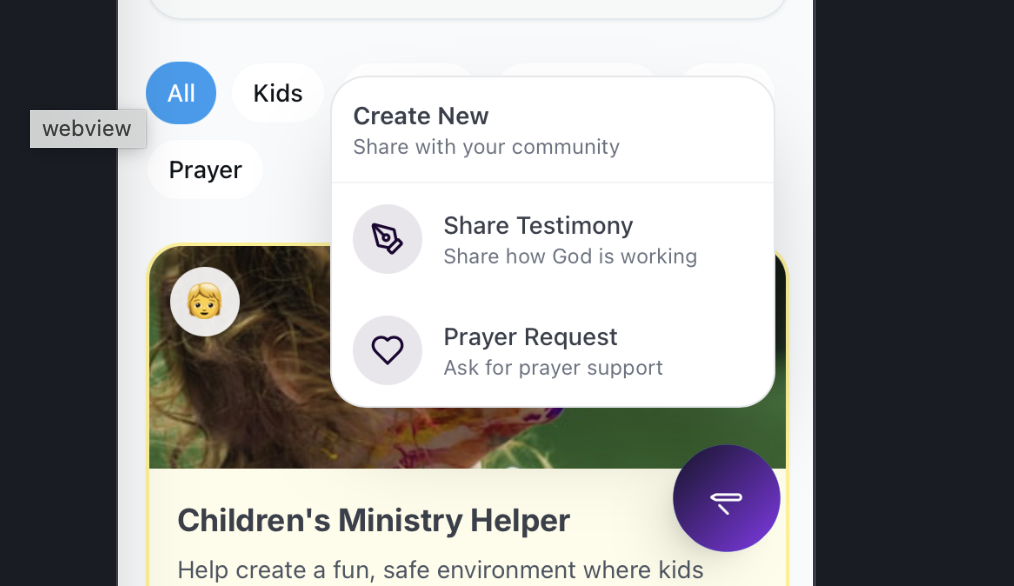 All
Kids
webview
Prayer
Create New
Share with your community
Share Testimony
Share how God is working
Prayer Request
Ask for prayer support
Children's Ministry Helper
Help create a fun, safe environment where kids